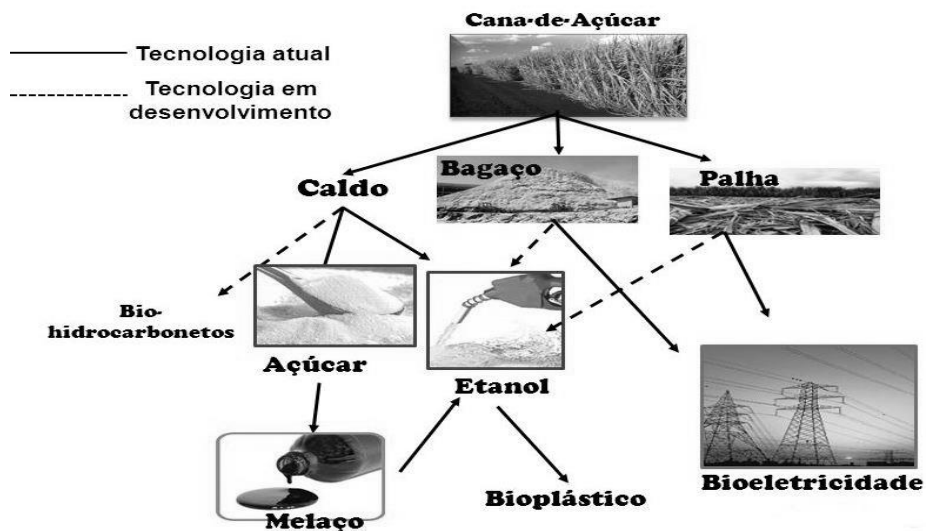 Cana-de-Açúcar
Tecnologia atual
Tecnologia em
desenvolvimento
Caldo
Bagaço
Palha
Bio-
hidrocarbonetos
Açúcar
Etanol
Melaço
Bioplástico
Bioeletricidade